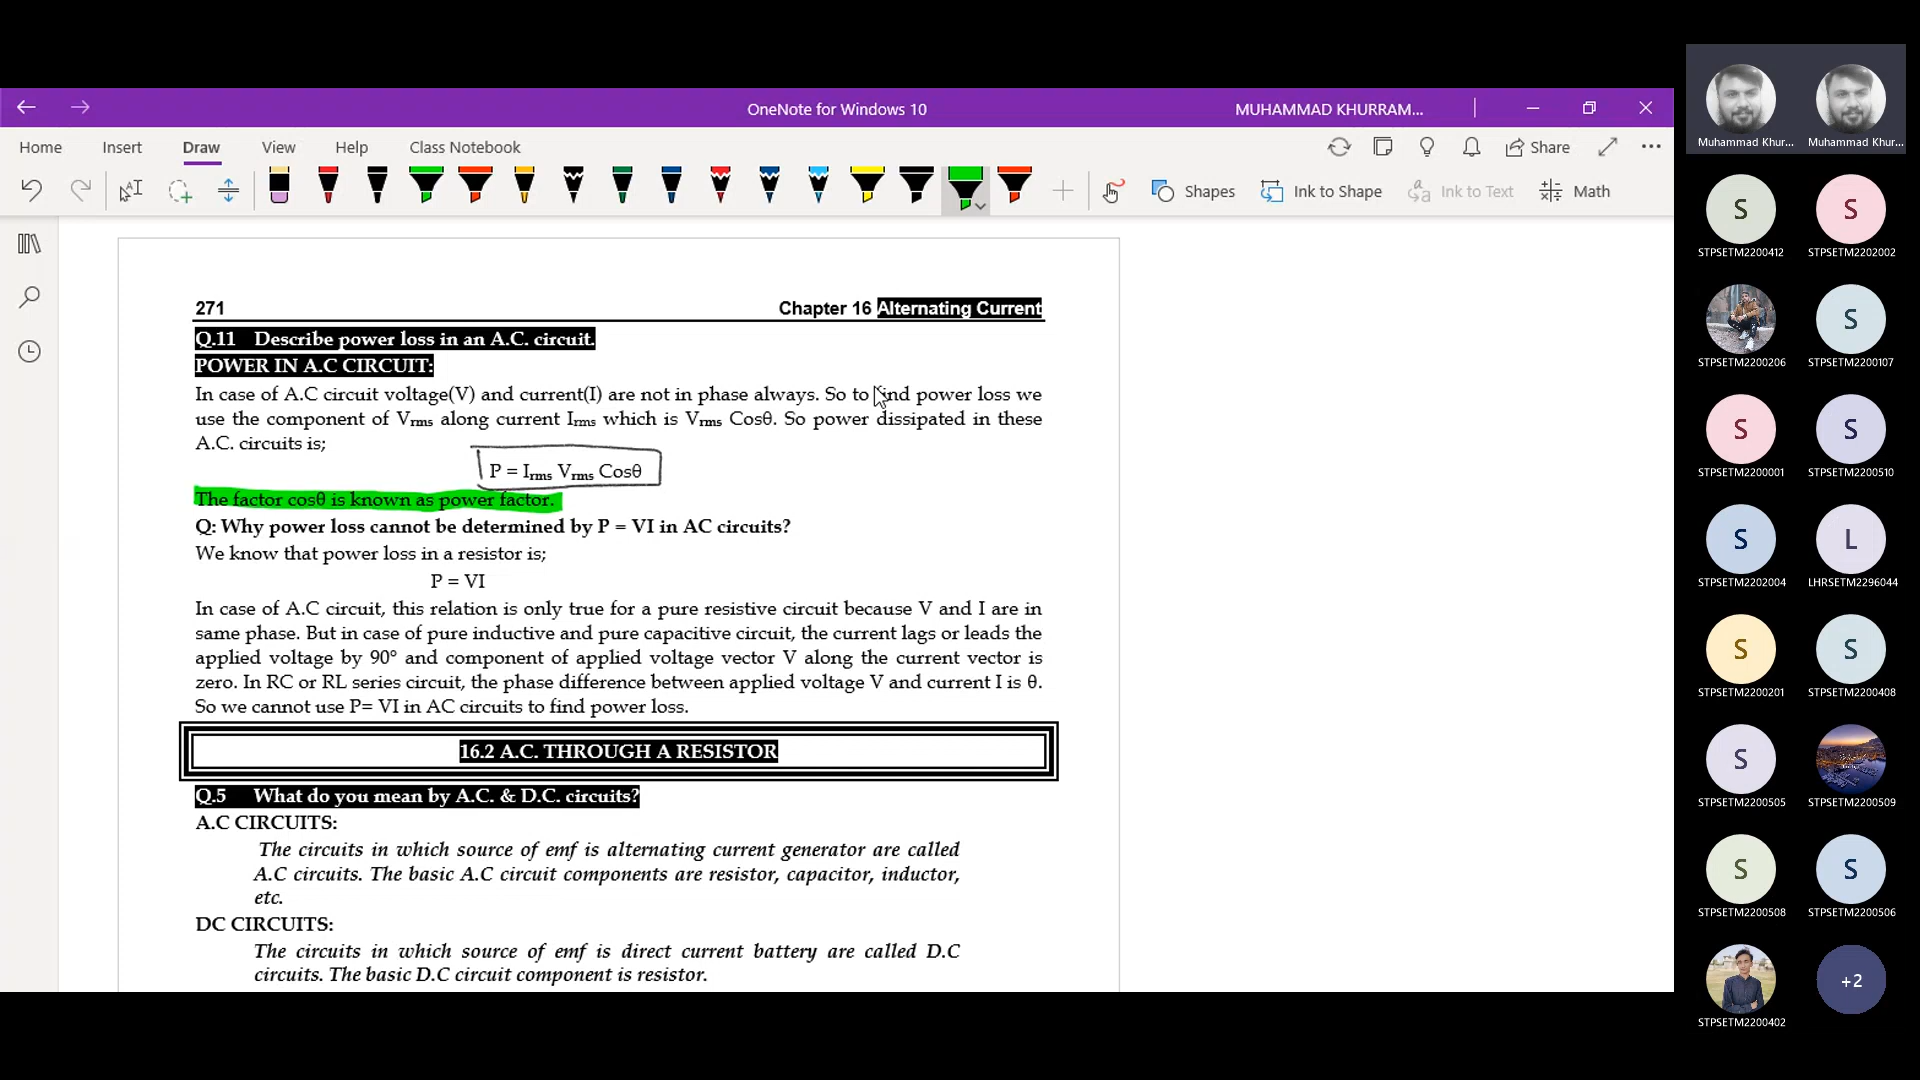 OneNote for Windows 10
MUHAMMAD KHURRAM...
Home Insert Draw View Help Class Notebook
Share
Shapes Ink to Shape Ink to Text Math
271 Chapter 16 Alternating Current
Q.11 Describe power loss in an A.C. circuit.
POWER IN A.C CIRCUIT:
In case of A.C circuit voltage(V) and current(I) are not in phase always. So to find power loss we
use the component of Vrms along current Irms which is Vrms Cosθ. So power dissipated in these
A.C. circuits is;
P = Irms Vrms Cosθ
The factor cosθ is known as power factor.
Q: Why power loss cannot be determined by P = VI in AC circuits?
We know that power loss in a resistor is;
P = VI
In case of A.C circuit, this relation is only true for a pure resistive circuit because V and I are in
same phase. But in case of pure inductive and pure capacitive circuit, the current lags or leads the
applied voltage by 90° and component of applied voltage vector V along the current vector is
zero. In RC or RL series circuit, the phase difference between applied voltage V and current I is θ.
So we cannot use P= VI in AC circuits to find power loss.
16.2 A.C. THROUGH A RESISTOR
Q.5 What do you mean by A.C. & D.C. circuits?
A.C CIRCUITS:
The circuits in which source of emf is alternating current generator are called
A.C circuits. The basic A.C circuit components are resistor, capacitor, inductor,
etc.
DC CIRCUITS:
The circuits in which source of emf is direct current battery are called D.C
circuits. The basic D.C circuit component is resistor.
Muhammad Khur... Muhammad Khur...
S S
STPSETM2200412 STPSETM2202002
S
STPSETM2200206 STPSETM2200107
S S
STPSETM2200001 STPSETM2200510
S L
STPSETM2202004 LHRSETM2296044
S S
STPSETM2200201 STPSETM2200408
S
STPSETM2200505 STPSETM2200509
S S
STPSETM2200508 STPSETM2200506
+2
STPSETM2200402